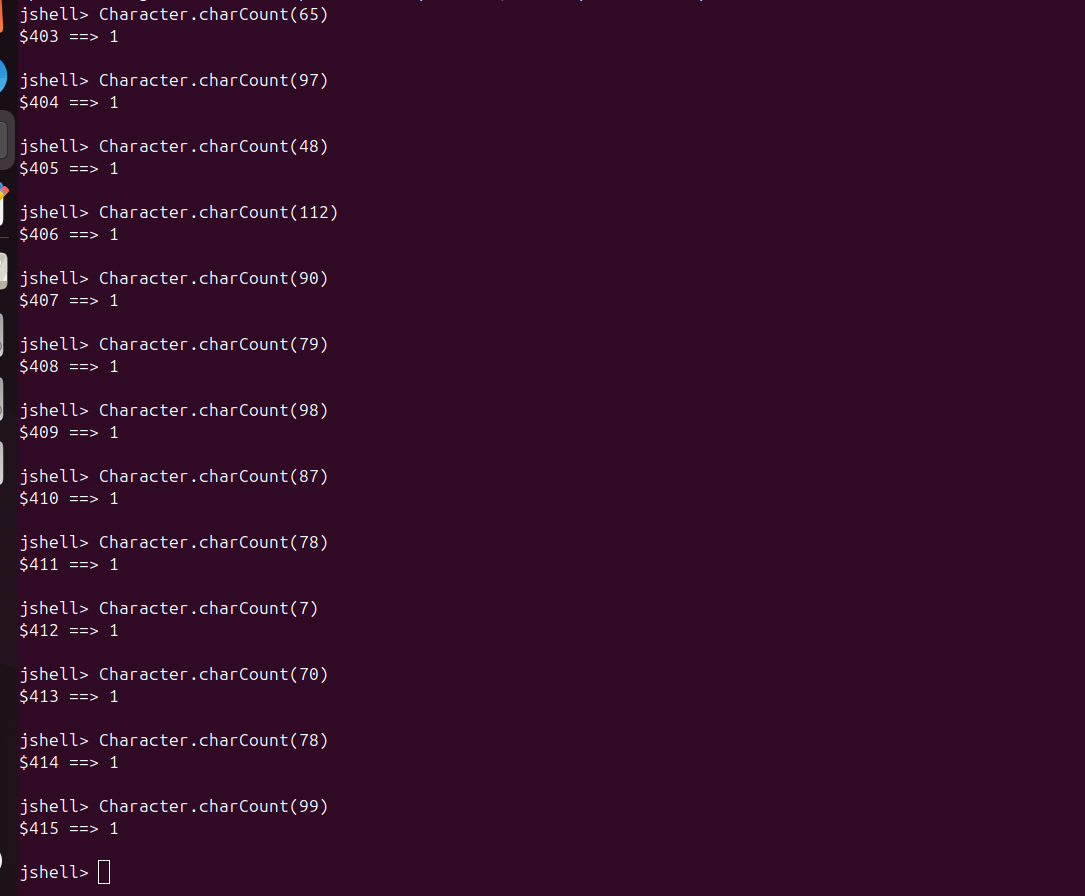 jshell> Character.charCount(65)
$403 ==> 1
jshell> Character.charCount(97)
$404 ==> 1
jshell> Character.charCount(48)
$405 ==> 1
jshell> Character.charCount(112)
$406 ==> 1
jshell> Character.charCount(90)
$407 ==> 1
jshell> Character.charCount(79)
$408 ==> 1
jshell> Character.charCount(98)
$409 ==> 1
jshell> Character.charCount(87)
$410 ==> 1
jshell> Character.charCount(78)
$411 ==> 1
jshell> Character.charCount(7)
$412 ==> 1
jshell> Character.charCount(70)
$413 ==> 1
jshell> Character.charCount(78)
$414 ==> 1
jshell> Character.charCount(99)
$415 ==> 1
jshell>